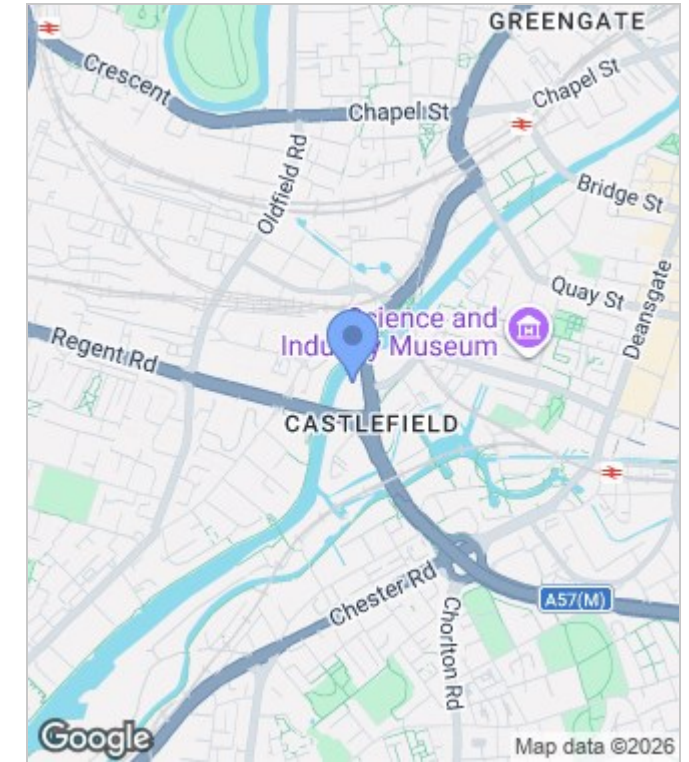 GREENGATE
Crescent
Chapel St
Chapel St
Oldfield Rd
Bridge St
Quay St
Deansgate
Science and
Industry Museum
Regent Rd
CASTLEFIELD
Chester Rd
Chorlton Rd
A57(M)
Google
Map data ©2026